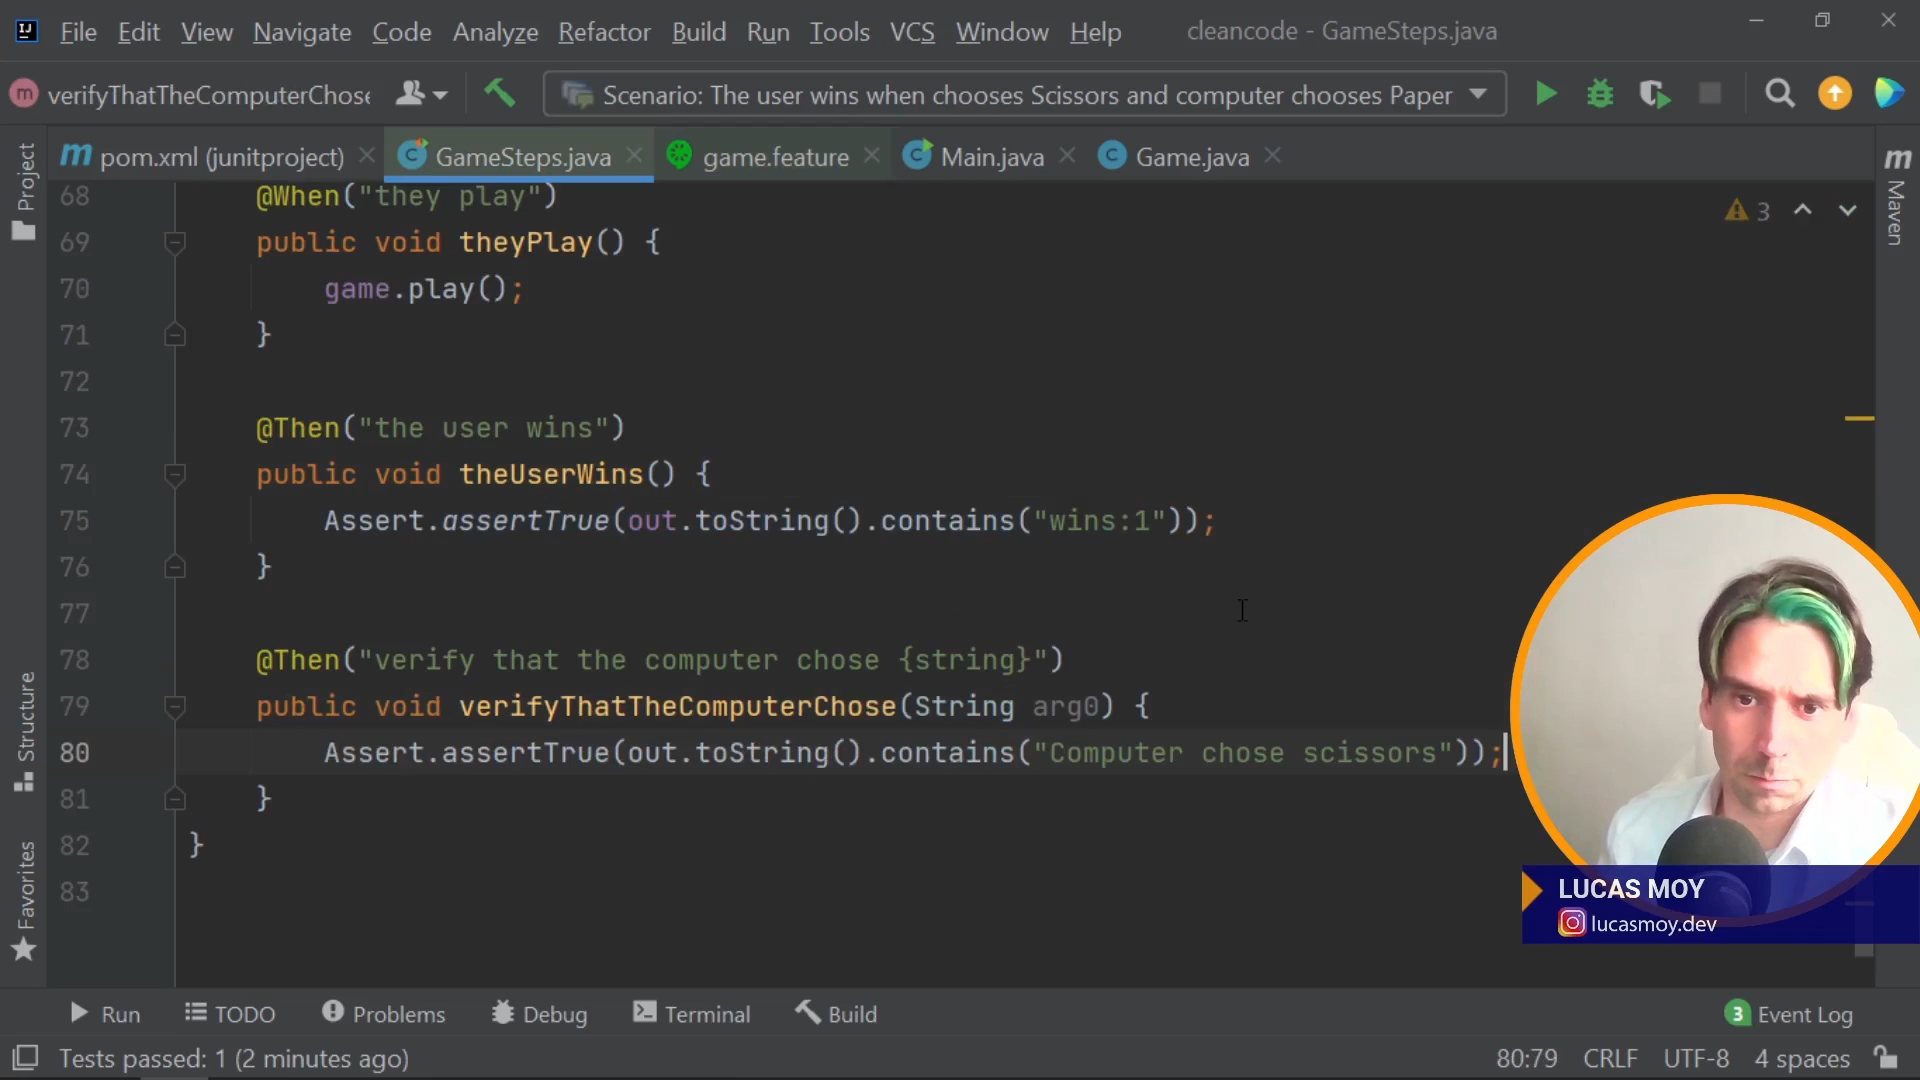 IJ File Edit View Navigate Code Analyze Refactor Build Run Tools VCS Window Help cleancode - GameSteps.java
m verifyThatTheComputerChose Scenario: The user wins when chooses Scissors and computer chooses Paper
Project
m pom.xml (junitproject) C GameSteps.java game.feature C Main.java C Game.java
m Maven
3
68 @When("they play")
69 public void theyPlay() {
70 game.play();
71 }
72
73 @Then("the user wins")
74 public void theUserWins() {
75 Assert.assertTrue(out.toString().contains("wins:1"));
76 }
77
78 @Then("verify that the computer chose {string}")
79 public void verifyThatTheComputerChose(String arg0) {
80 Assert.assertTrue(out.toString().contains("Computer chose scissors"));
81 }
82 }
83
Structure
Favorites
LUCAS MOY
lucasmoy.dev
Run TODO Problems Debug Terminal Build 3 Event Log
Tests passed: 1 (2 minutes ago) 80:79 CRLF UTF-8 4 spaces